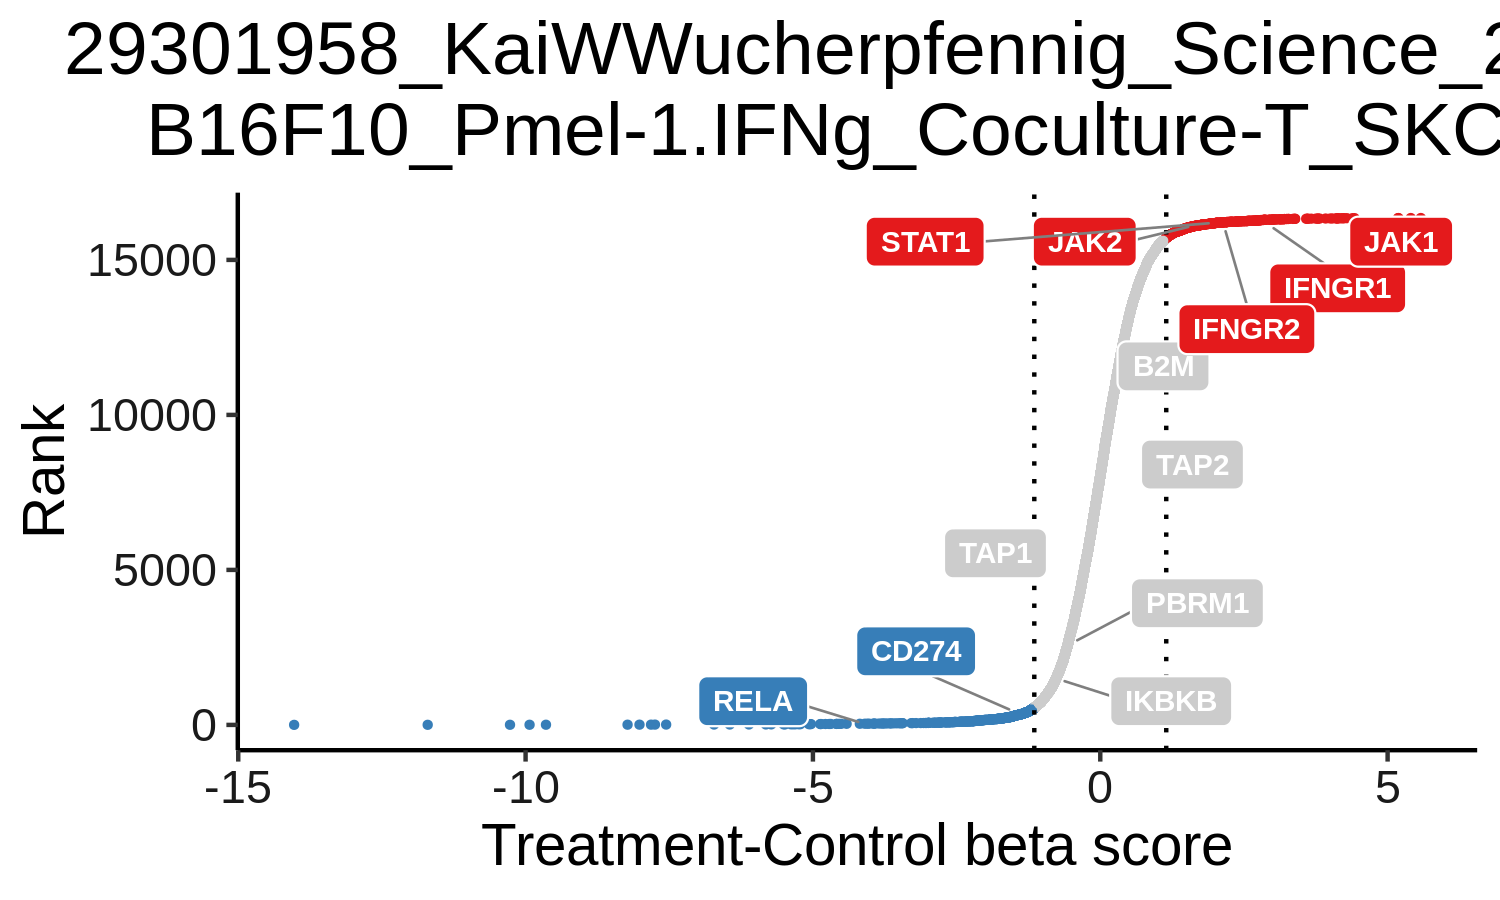 29301958_KaiWWucherpfennig_Science_2
B16F10_Pmel-1.IFNg_Coculture-T_SKC
15000
10000
5000
0
Rank
STAT1
JAK2
JAK1
IFNGR1
IFNGR2
B2M
TAP2
TAP1
PBRM1
CD274
RELA
IKBKB
-15
-10
-5
0
5
Treatment-Control beta score